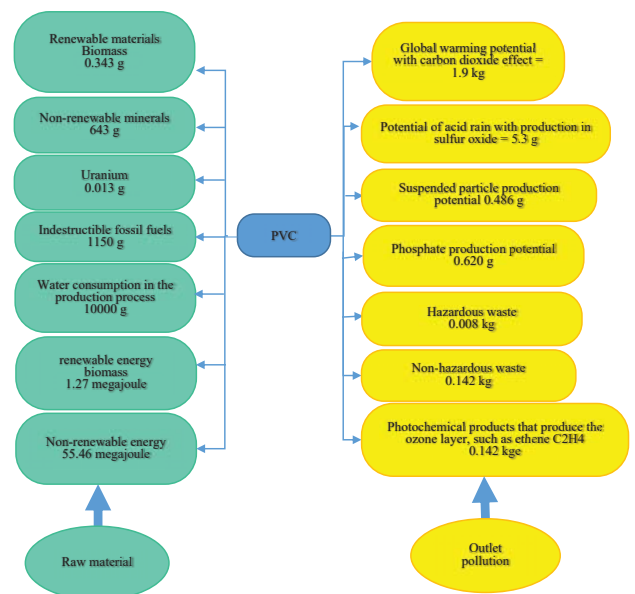 Renewable materials
Biomass
0.343 g
Non-renewable minerals
643 g
Uranium
0.013 g
Indestructible fossil fuels
1150 g
Water consumption in the
production process
10000 g
renewable energy
biomass
1.27 megajoule
Non-renewable energy
55.46 megajoule
Raw material
PVC
Global warming potential
with carbon dioxide effect =
1.9 kg
Potential of acid rain with production in
sulfur oxide = 5.3 g
Suspended particle production
potential 0.486 g
Phosphate production potential
0.620 g
Hazardous waste
0.008 kg
Non-hazardous waste
0.142 kg
Photochemical products that produce the
ozone layer, such as ethene C2H4
0.142 kge
Outlet
pollution